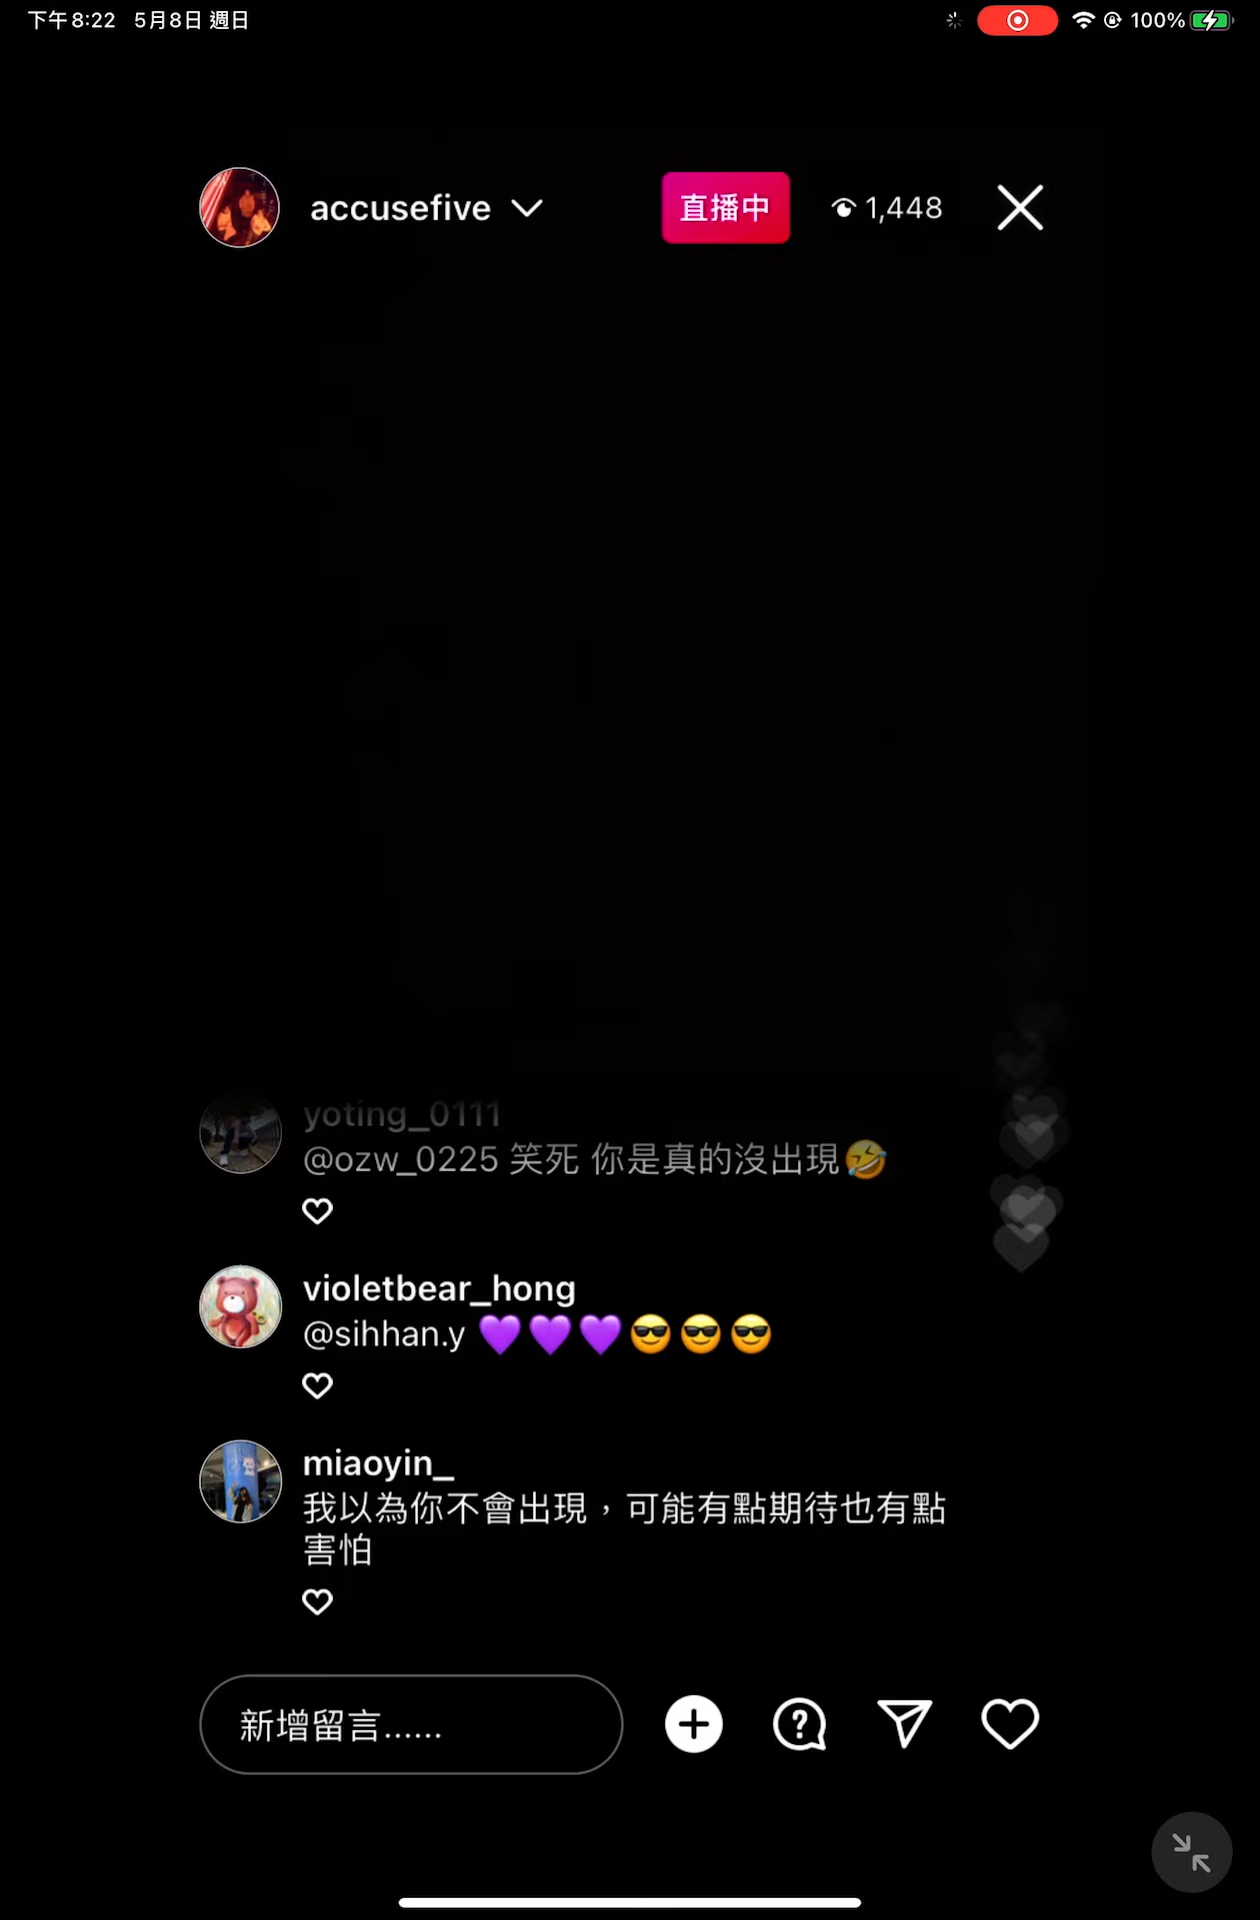 下午8:22 5月8日 週日
100%
accusefive
直播中
1,448
yoting_0111
@ozw_0225 笑死 你是真的沒出現🤣
violetbear_hong
@sihhan.y 💜💜💜😎😎😎
miaoyin_
我以為你不會出現，可能有點期待也有點
害怕
新增留言......